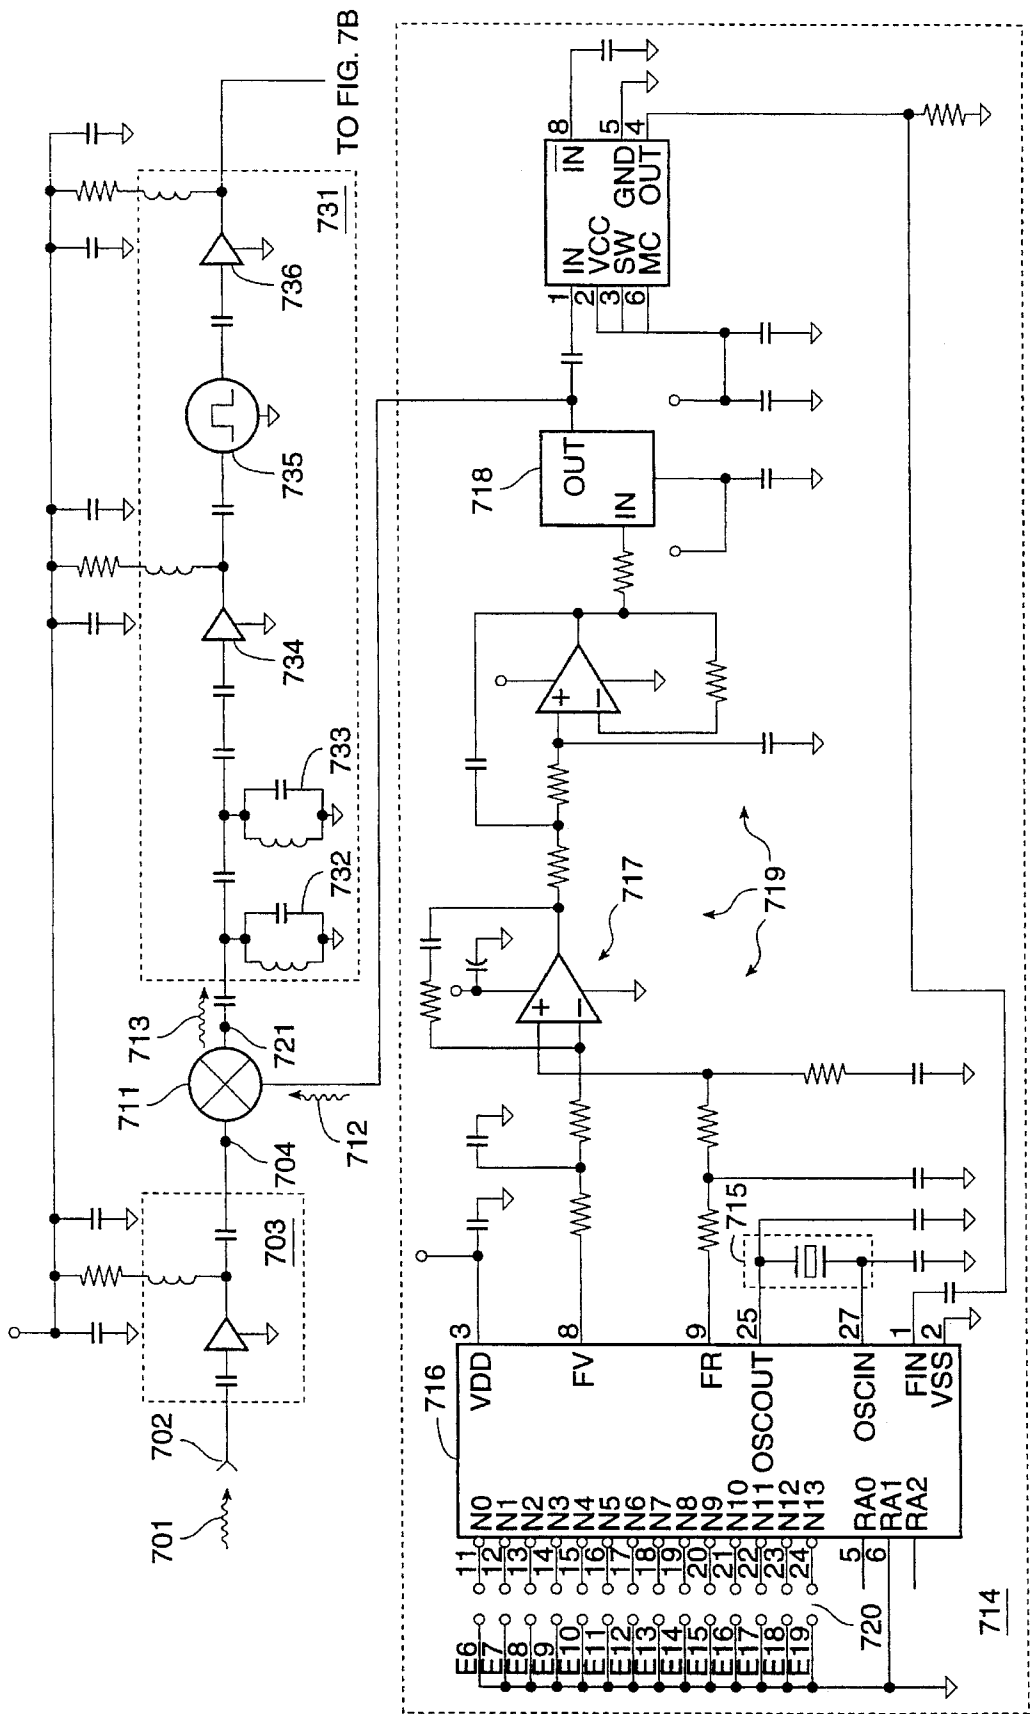 TO FIG. 7B
701
702
703
704
711
712
713
721
731
732
733
734
735
736
714
715
716
717
718
719
720
IN
VCC
SW
MC
IN
GND
OUT
1
2
3
6
8
5
4
OUT
IN
+
−
+
−
VDD
FV
FR
OSCOUT
OSCIN
FIN
VSS
3
8
9
25
27
1
2
E6 11 N0
E7 12 N1
E8 13 N2
E9 14 N3
E10 15 N4
E11 16 N5
E12 17 N6
E13 18 N7
E14 19 N8
E15 20 N9
E16 21 N10
E17 22 N11
E18 23 N12
E19 24 N13
5 RA0
6 RA1
RA2